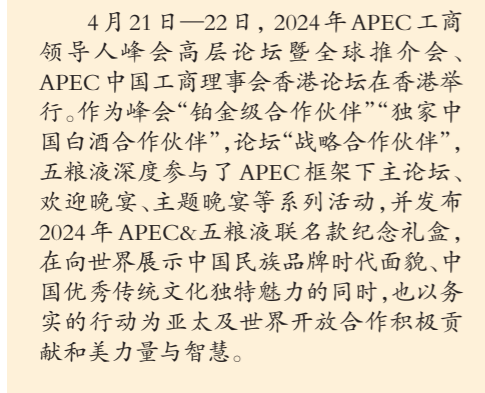 4月21日—22日，2024年APEC工商
领导人峰会高层论坛暨全球推介会、
APEC中国工商理事会香港论坛在香港举
行。作为峰会“铂金级合作伙伴”“独家中
国白酒合作伙伴”,论坛“战略合作伙伴”,
五粮液深度参与了APEC框架下主论坛、
欢迎晚宴、主题晚宴等系列活动,并发布
2024年APEC&五粮液联名款纪念礼盒,
在向世界展示中国民族品牌时代面貌、中
国优秀传统文化独特魅力的同时,也以务
实的行动为亚太及世界开放合作积极贡
献和美力量与智慧。